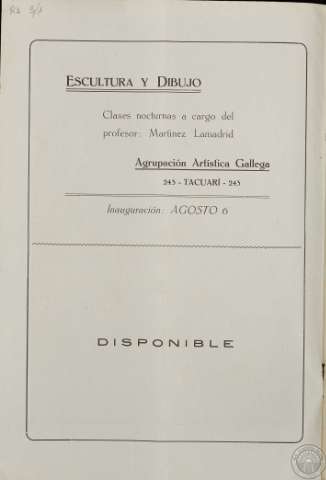 ESCULTURA Y DIBUJO
Clases nocturnas a cargo del
profesor: Martínez Lamadrid
Agrupación Artística Gallega
243 - TACUARÍ - 243
Inauguración: AGOSTO 6
DISPONIBLE